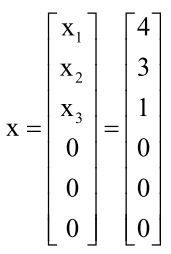 x₁ 4
x₂ 3
x₃ 1
x = 0 = 0
0 0
0 0